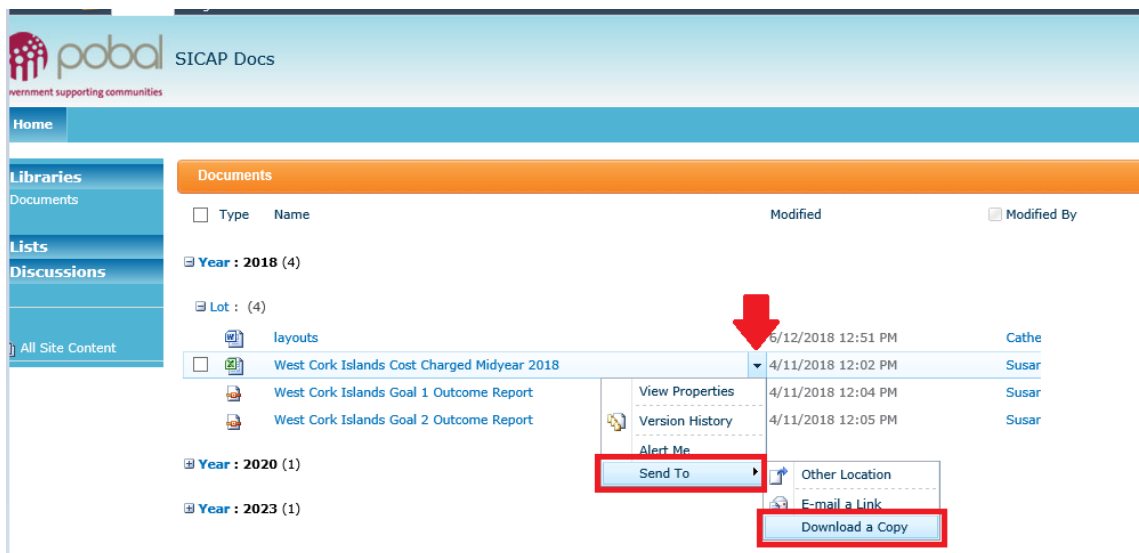 pobal SICAP Docs
vernment supporting communities
Home
Libraries
Documents
Lists
Discussions
All Site Content
Documents
Type Name Modified Modified By
Year : 2018 (4)
Lot : (4)
layouts 6/12/2018 12:51 PM Cathe
West Cork Islands Cost Charged Midyear 2018 4/11/2018 12:02 PM Susar
West Cork Islands Goal 1 Outcome Report 4/11/2018 12:04 PM Susar
West Cork Islands Goal 2 Outcome Report 4/11/2018 12:05 PM Susar
View Properties
Version History
Alert Me
Send To
Other Location
E-mail a Link
Download a Copy
Year : 2020 (1)
Year : 2023 (1)